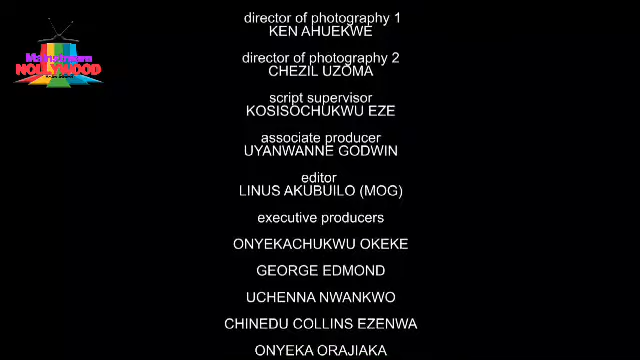 Mainstream
NOLLYWOOD
director of photography 1
KEN AHUEKWE
director of photography 2
CHEZIL UZOMA
script supervisor
KOSISOCHUKWU EZE
associate producer
UYANWANNE GODWIN
editor
LINUS AKUBUILO (MOG)
executive producers
ONYEKACHUKWU OKEKE
GEORGE EDMOND
UCHENNA NWANKWO
CHINEDU COLLINS EZENWA
ONYEKA ORAJIAKA